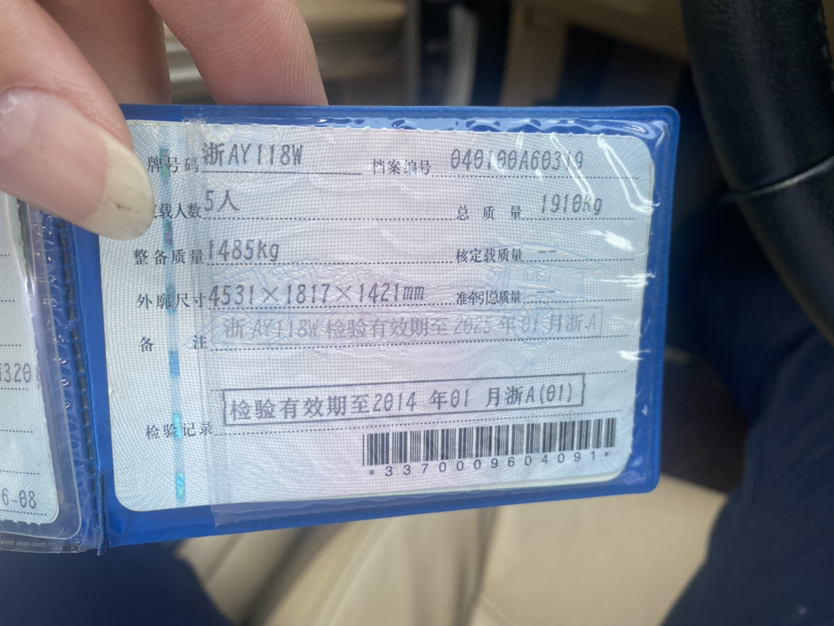 号码 浙AY118W 档案编号 040100A60319
载人数 5人 总质量 1910kg
整备质量 1485kg 核定载质量 --
外廓尺寸 4531×1817×1421mm 准牵引总质量 --
备注 浙AY118W 检验有效期至2025年01月浙A
检验有效期至2014 年01 月浙A(01)
检验记录
*3370009604091*
320
6-08